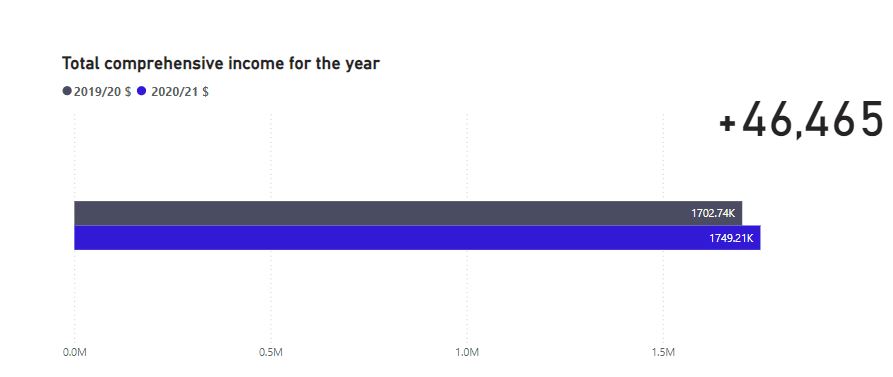 Total comprehensive income for the year
2019/20 $ 2020/21 $
+46,465
1702.74K
1749.21K
0.0M 0.5M 1.0M 1.5M